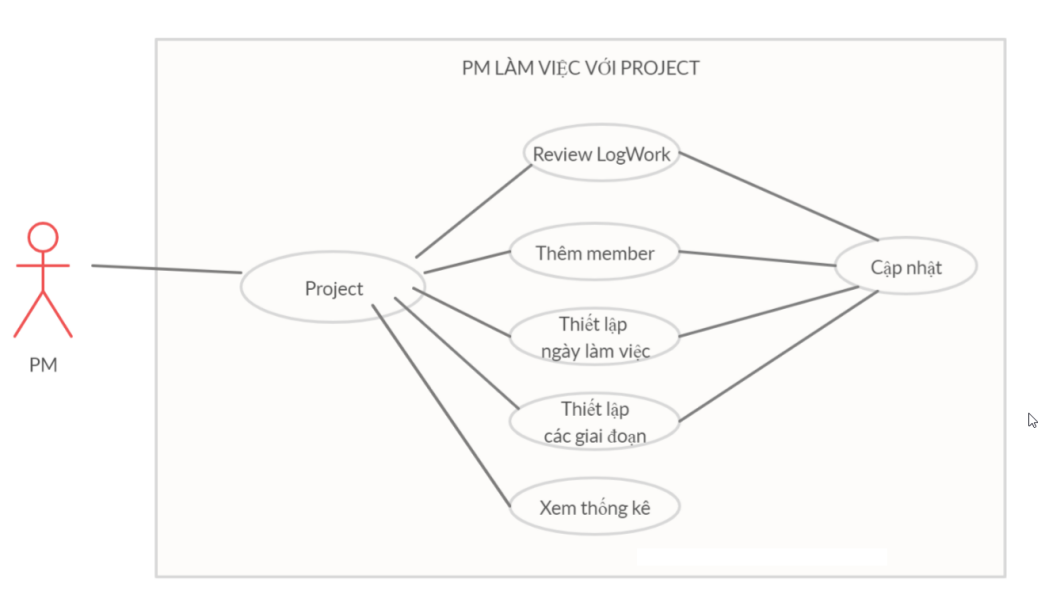 PM LÀM VIỆC VỚI PROJECT
Review LogWork
Thêm member
Cập nhật
Project
Thiết lập
ngày làm việc
PM
Thiết lập
các giai đoạn
Xem thống kê